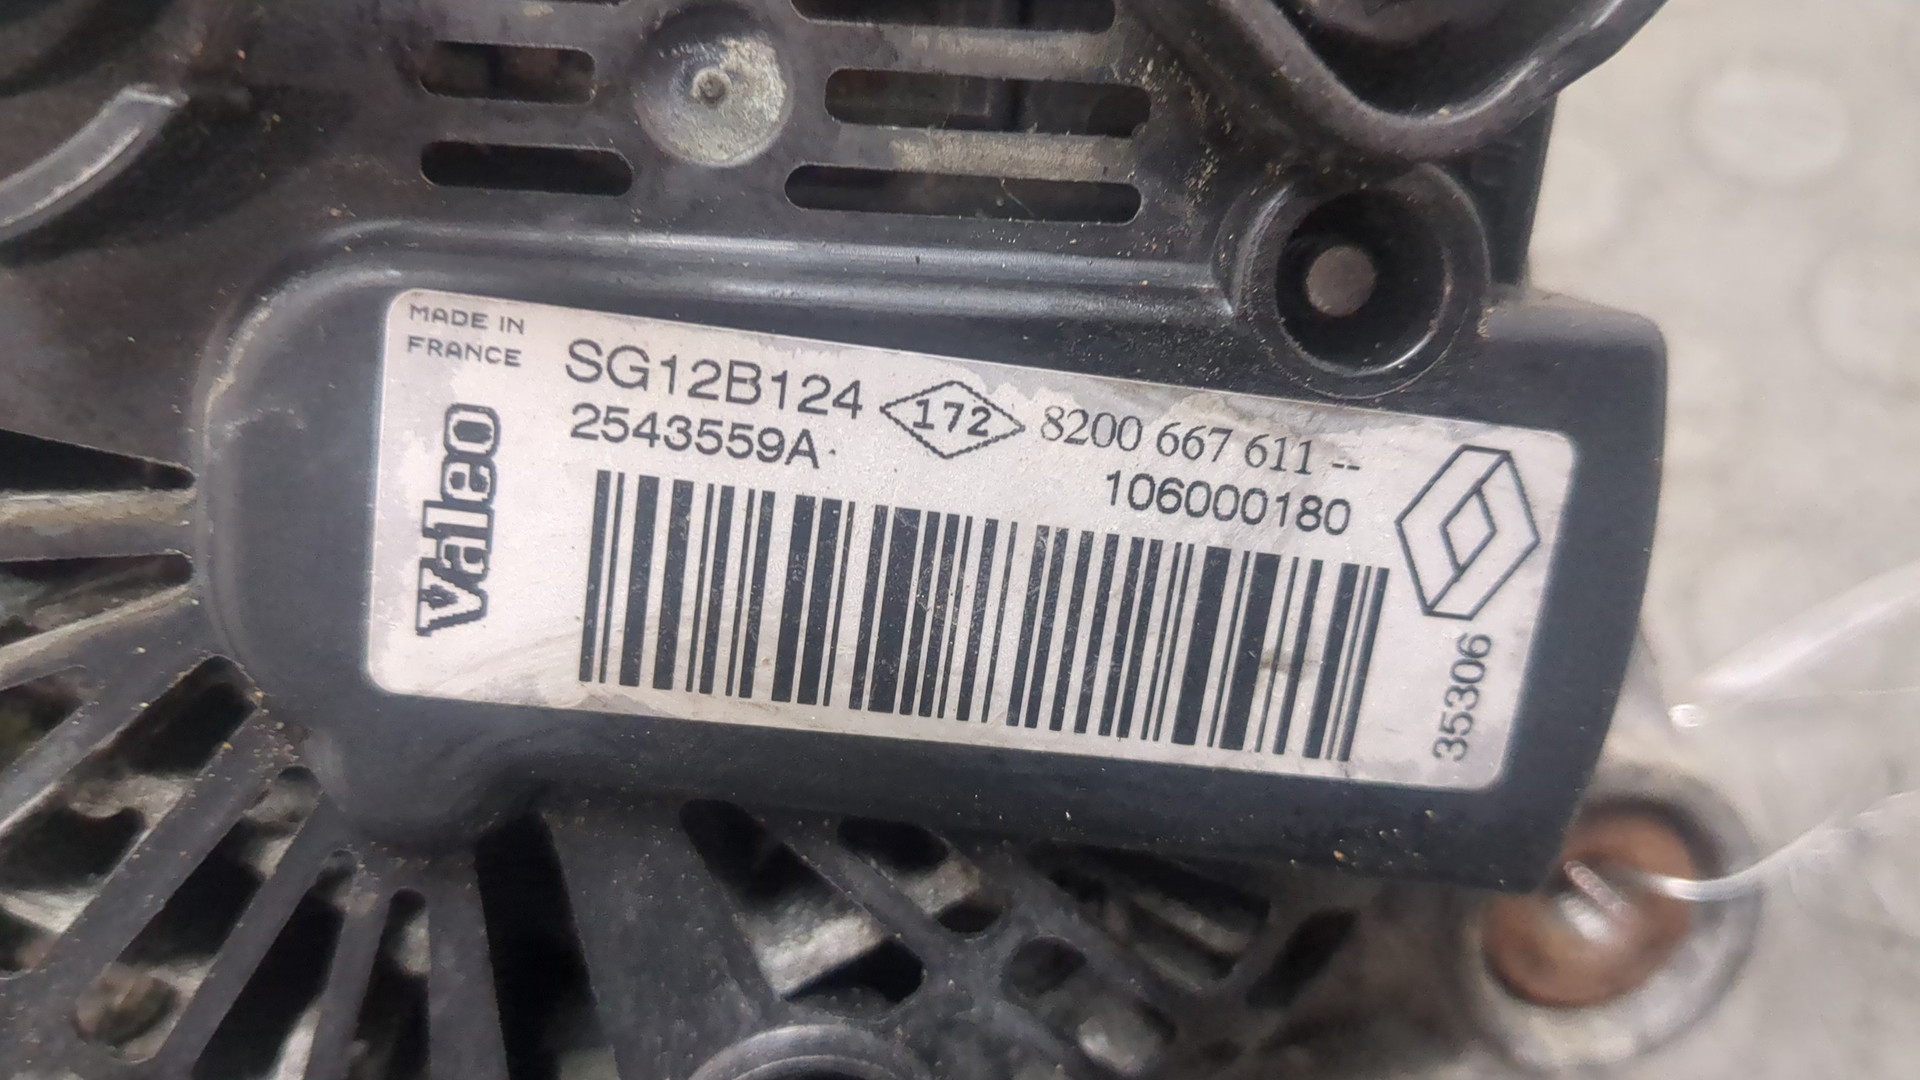 MADE IN
FRANCE
Valeo
SG12B124
2543559A
172
8200 667 611 --
106000180
35306